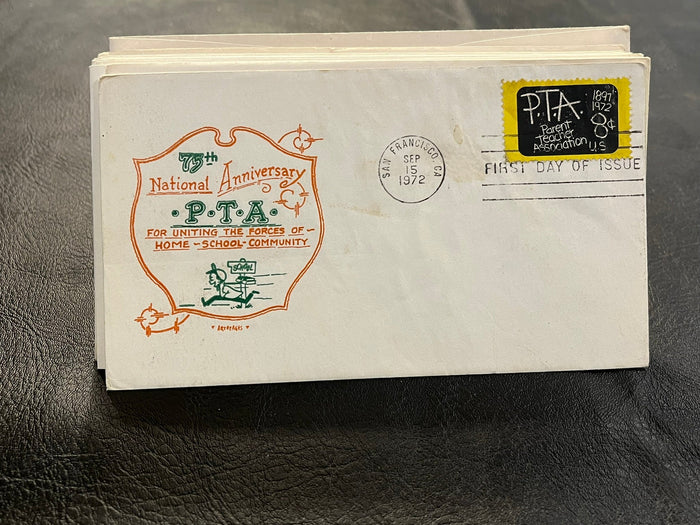 75th
National Anniversary
· P · T · A ·
FOR UNITING THE FORCES OF –
HOME – SCHOOL – COMMUNITY
SCHOOL
SAN FRANCISCO, CA
SEP
15
1972
P.T.A.
1897
1972
8¢
Parent
Teacher
Association
U.S
FIRST DAY OF ISSUE